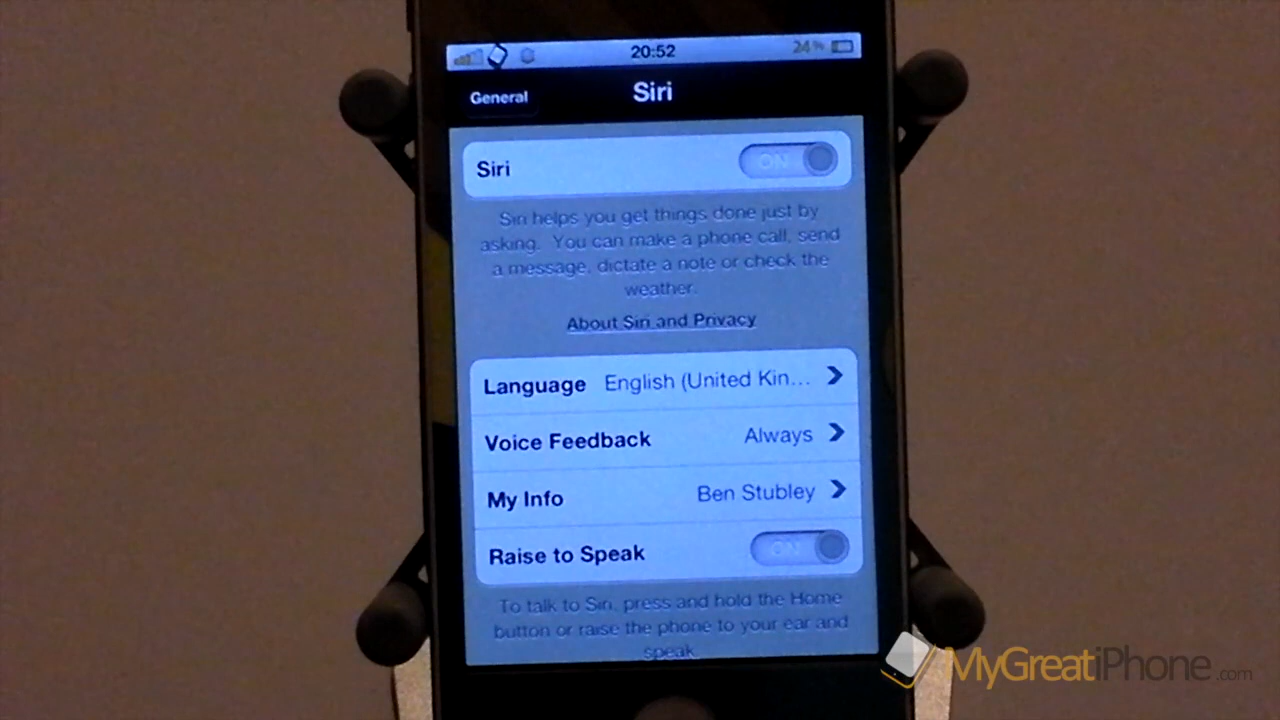 20:52
24%
General
Siri
Siri
ON
Siri helps you get things done just by
asking. You can make a phone call, send
a message, dictate a note or check the
weather.
About Siri and Privacy
Language English (United Kin...
Voice Feedback Always
My Info Ben Stubley
Raise to Speak ON
To talk to Siri, press and hold the Home
button or raise the phone to your ear and
speak.
MyGreatiPhone.com